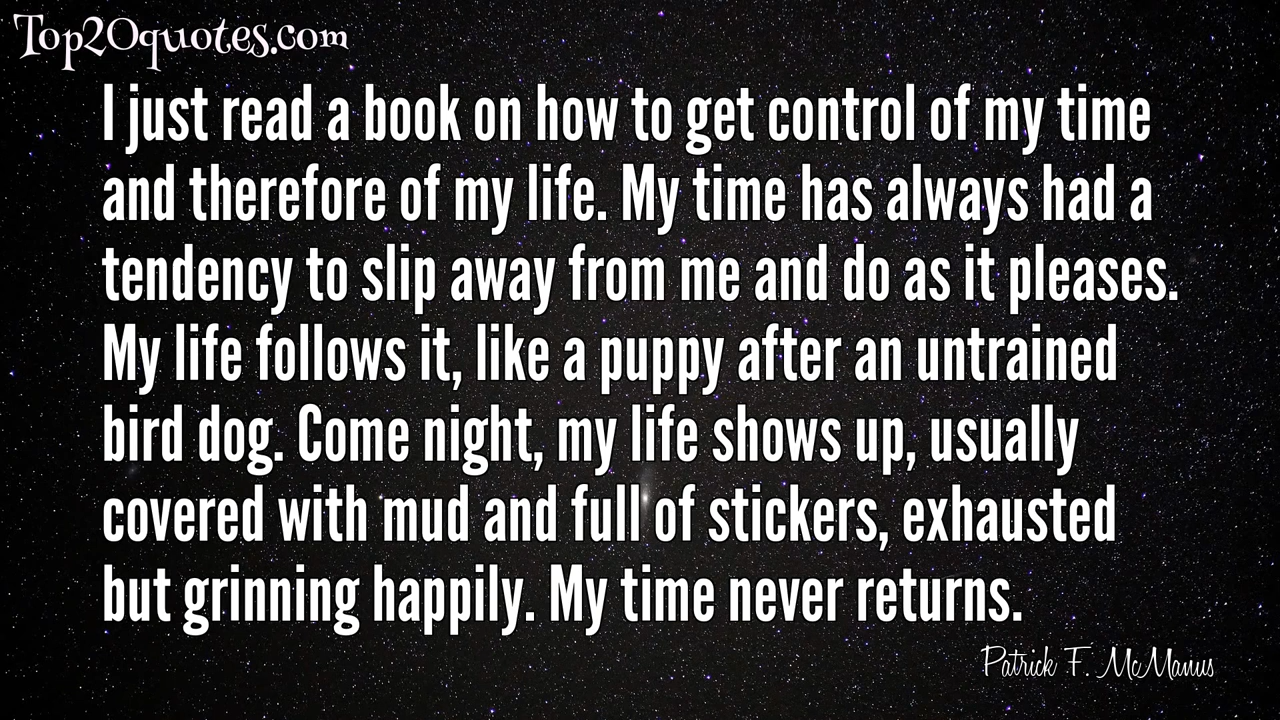 Top20quotes.com
I just read a book on how to get control of my time
and therefore of my life. My time has always had a
tendency to slip away from me and do as it pleases.
My life follows it, like a puppy after an untrained
bird dog. Come night, my life shows up, usually
covered with mud and full of stickers, exhausted
but grinning happily. My time never returns.
Patrick F. McManus